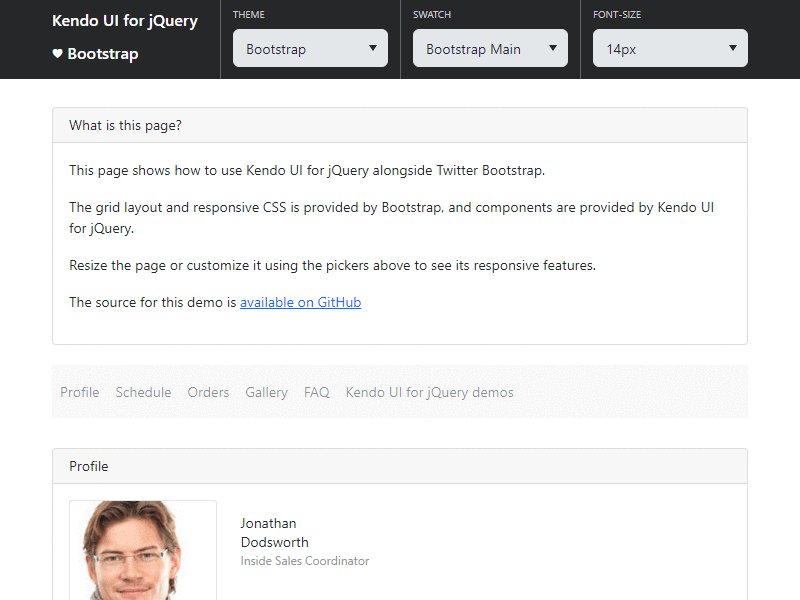 Kendo UI for jQuery
♥ Bootstrap
THEME
Bootstrap
SWATCH
Bootstrap Main
FONT-SIZE
14px
What is this page?
This page shows how to use Kendo UI for jQuery alongside Twitter Bootstrap.
The grid layout and responsive CSS is provided by Bootstrap, and components are provided by Kendo UI
for jQuery.
Resize the page or customize it using the pickers above to see its responsive features.
The source for this demo is available on GitHub
Profile Schedule Orders Gallery FAQ Kendo UI for jQuery demos
Profile
Jonathan
Dodsworth
Inside Sales Coordinator